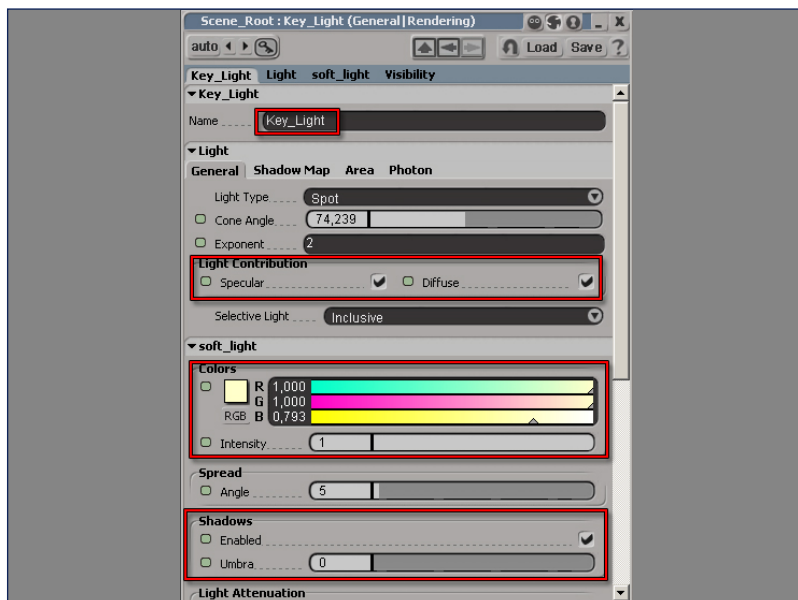 Scene_Root : Key_Light (General|Rendering)
auto Load Save ?
Key_Light Light soft_light Visibility
Key_Light
Name Key_Light
Light
General Shadow Map Area Photon
Light Type Spot
Cone Angle 74,239
Exponent 2
Light Contribution
Specular Diffuse
Selective Light Inclusive
soft_light
Colors
R 1,000
G 1,000
RGB B 0,793
Intensity 1
Spread
Angle 5
Shadows
Enabled
Umbra 0
Light Attenuation